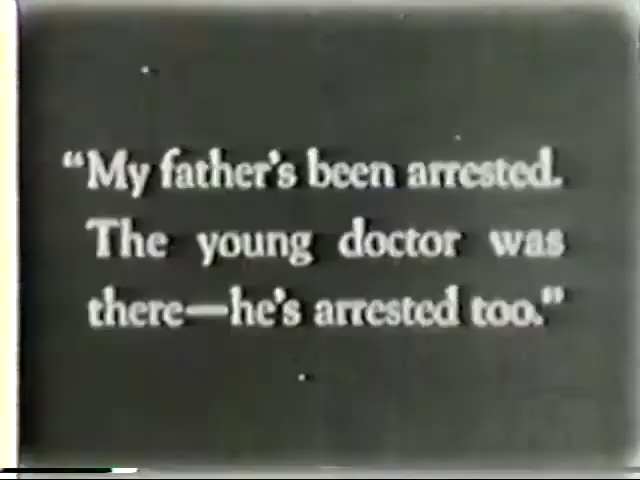 “My father's been arrested.
The young doctor was
there—he's arrested too.”